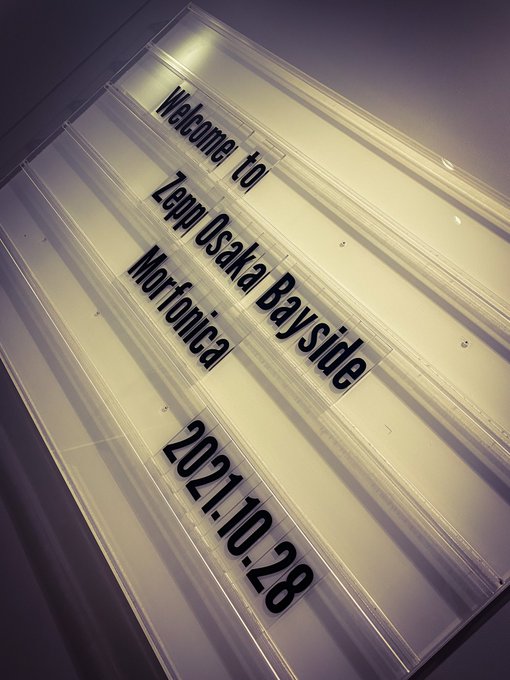 Welcome to
Zepp Osaka Bayside
Morfonica
2021.10.28